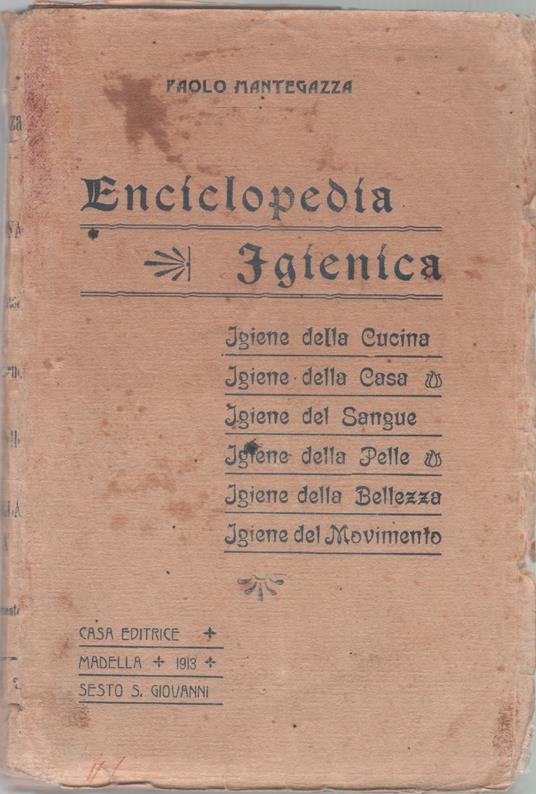 PAOLO MANTEGAZZA
Enciclopedia
Igienica
Igiene della Cucina
Igiene della Casa
Igiene del Sangue
Igiene della Pelle
Igiene della Bellezza
Igiene del Movimento
CASA EDITRICE
MADELLA 1913
SESTO S. GIOVANNI